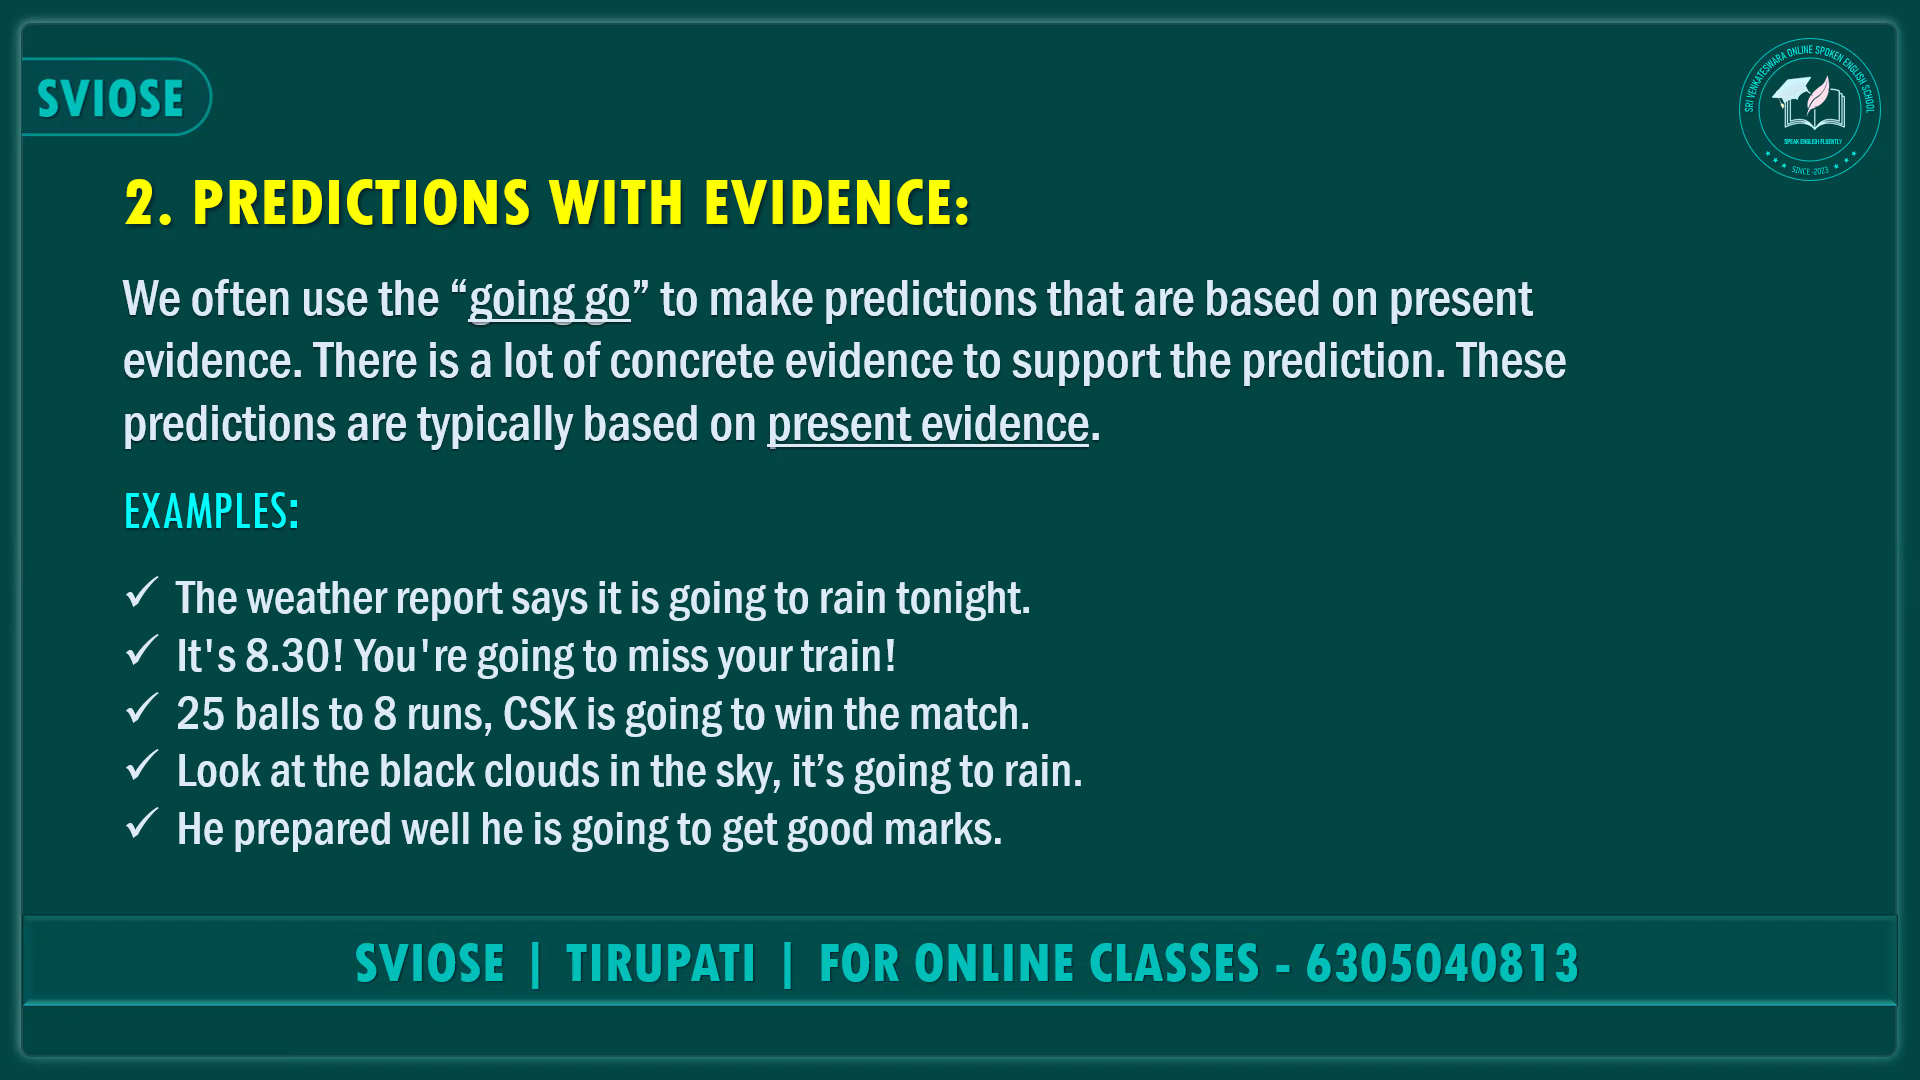 SVIOSE
SRI VENKATESWARA ONLINE SPOKEN ENGLISH SCHOOL
SPEAK ENGLISH FLUENTLY
SINCE -2023
2. PREDICTIONS WITH EVIDENCE:
We often use the “going go” to make predictions that are based on present
evidence. There is a lot of concrete evidence to support the prediction. These
predictions are typically based on present evidence.
EXAMPLES:
✓ The weather report says it is going to rain tonight.
✓ It's 8.30! You're going to miss your train!
✓ 25 balls to 8 runs, CSK is going to win the match.
✓ Look at the black clouds in the sky, it’s going to rain.
✓ He prepared well he is going to get good marks.
SVIOSE | TIRUPATI | FOR ONLINE CLASSES - 6305040813